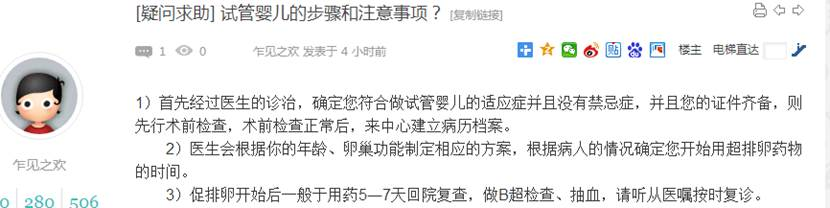 [疑问求助] 试管婴儿的步骤和注意事项？ [复制链接]
1 0 乍见之欢 发表于 4 小时前 楼主 电梯直达
1）首先经过医生的诊治，确定您符合做试管婴儿的适应症并且没有禁忌症，并且您的证件齐备，则
先行术前检查，术前检查正常后，来中心建立病历档案。
2）医生会根据你的年龄、卵巢功能制定相应的方案，根据病人的情况确定您开始用超排卵药物
的时间。
3）促排卵开始后一般于用药5—7天回院复查，做B超检查、抽血，请听从医嘱按时复诊。
乍见之欢
0 280 506